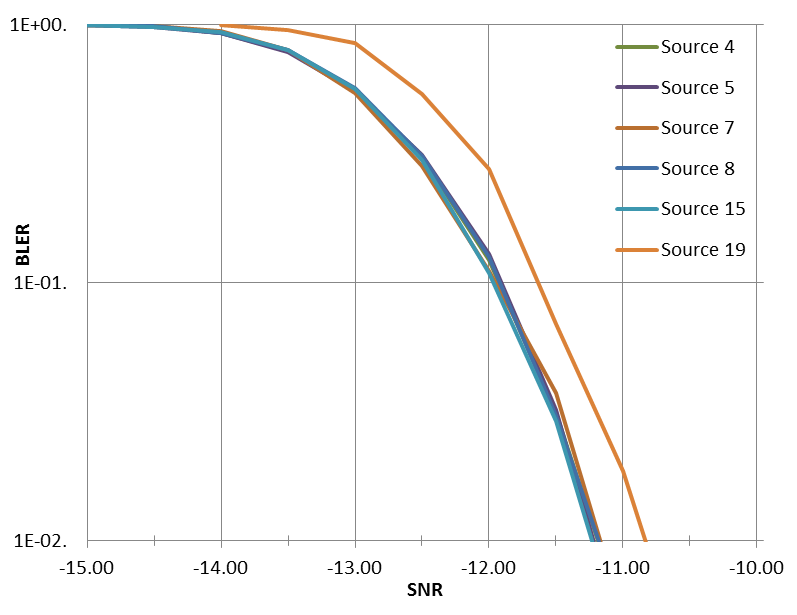 1E+00.
1E-01.
1E-02.
BLER
-15.00 -14.00 -13.00 -12.00 -11.00 -10.00
SNR
Source 4
Source 5
Source 7
Source 8
Source 15
Source 19